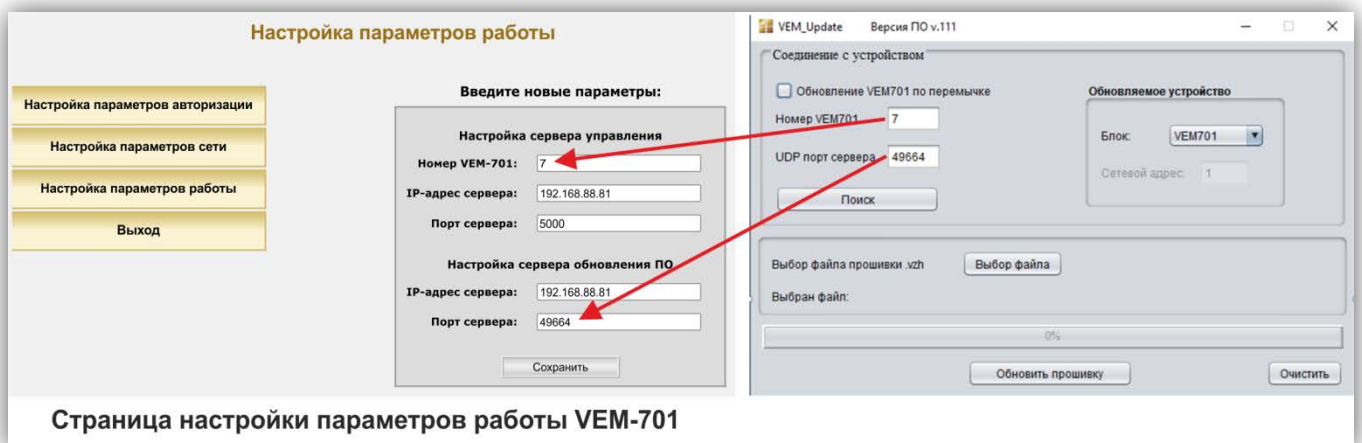 Настройка параметров работы
Настройка параметров авторизации
Настройка параметров сети
Настройка параметров работы
Выход
Введите новые параметры:
Настройка сервера управления
Номер VEM-701: 7
IP-адрес сервера: 192.168.88.81
Порт сервера: 5000
Настройка сервера обновления ПО
IP-адрес сервера: 192.168.88.81
Порт сервера: 49664
Сохранить
VEM_Update Версия ПО v.111
Соединение с устройством
Обновление VEM701 по перемычке
Номер VEM701 7
UDP порт сервера 49664
Поиск
Обновляемое устройство
Блок: VEM701
Сетевой адрес: 1
Выбор файла прошивки .vzh Выбор файла
Выбран файл:
0%
Обновить прошивку Очистить
Страница настройки параметров работы VEM-701